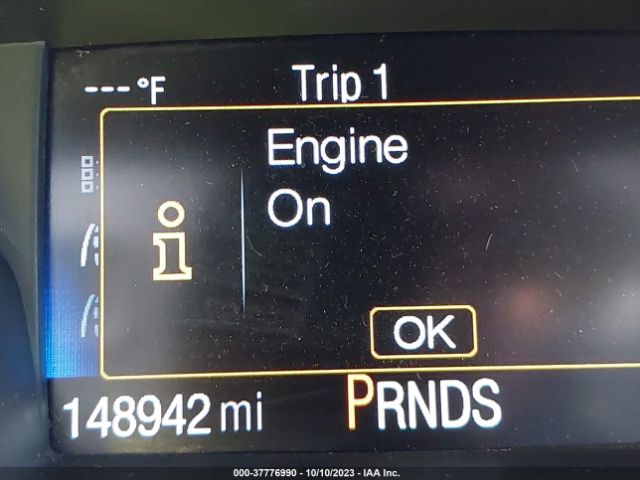 --- °F Trip 1
Engine
On
i
OK
148942 mi PRNDS
000-37776990 - 10/10/2023 - IAA Inc.